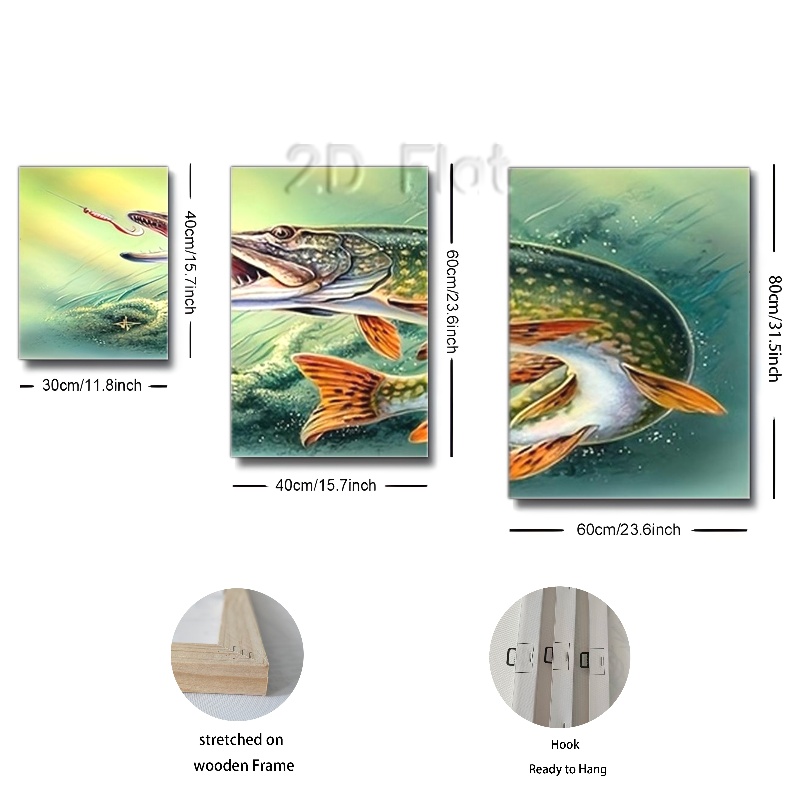 2D Flat
40cm/15.7inch
60cm/23.6inch
80cm/31.5inch
30cm/11.8inch
40cm/15.7inch
60cm/23.6inch
stretched on
wooden Frame
Hook
Ready to Hang